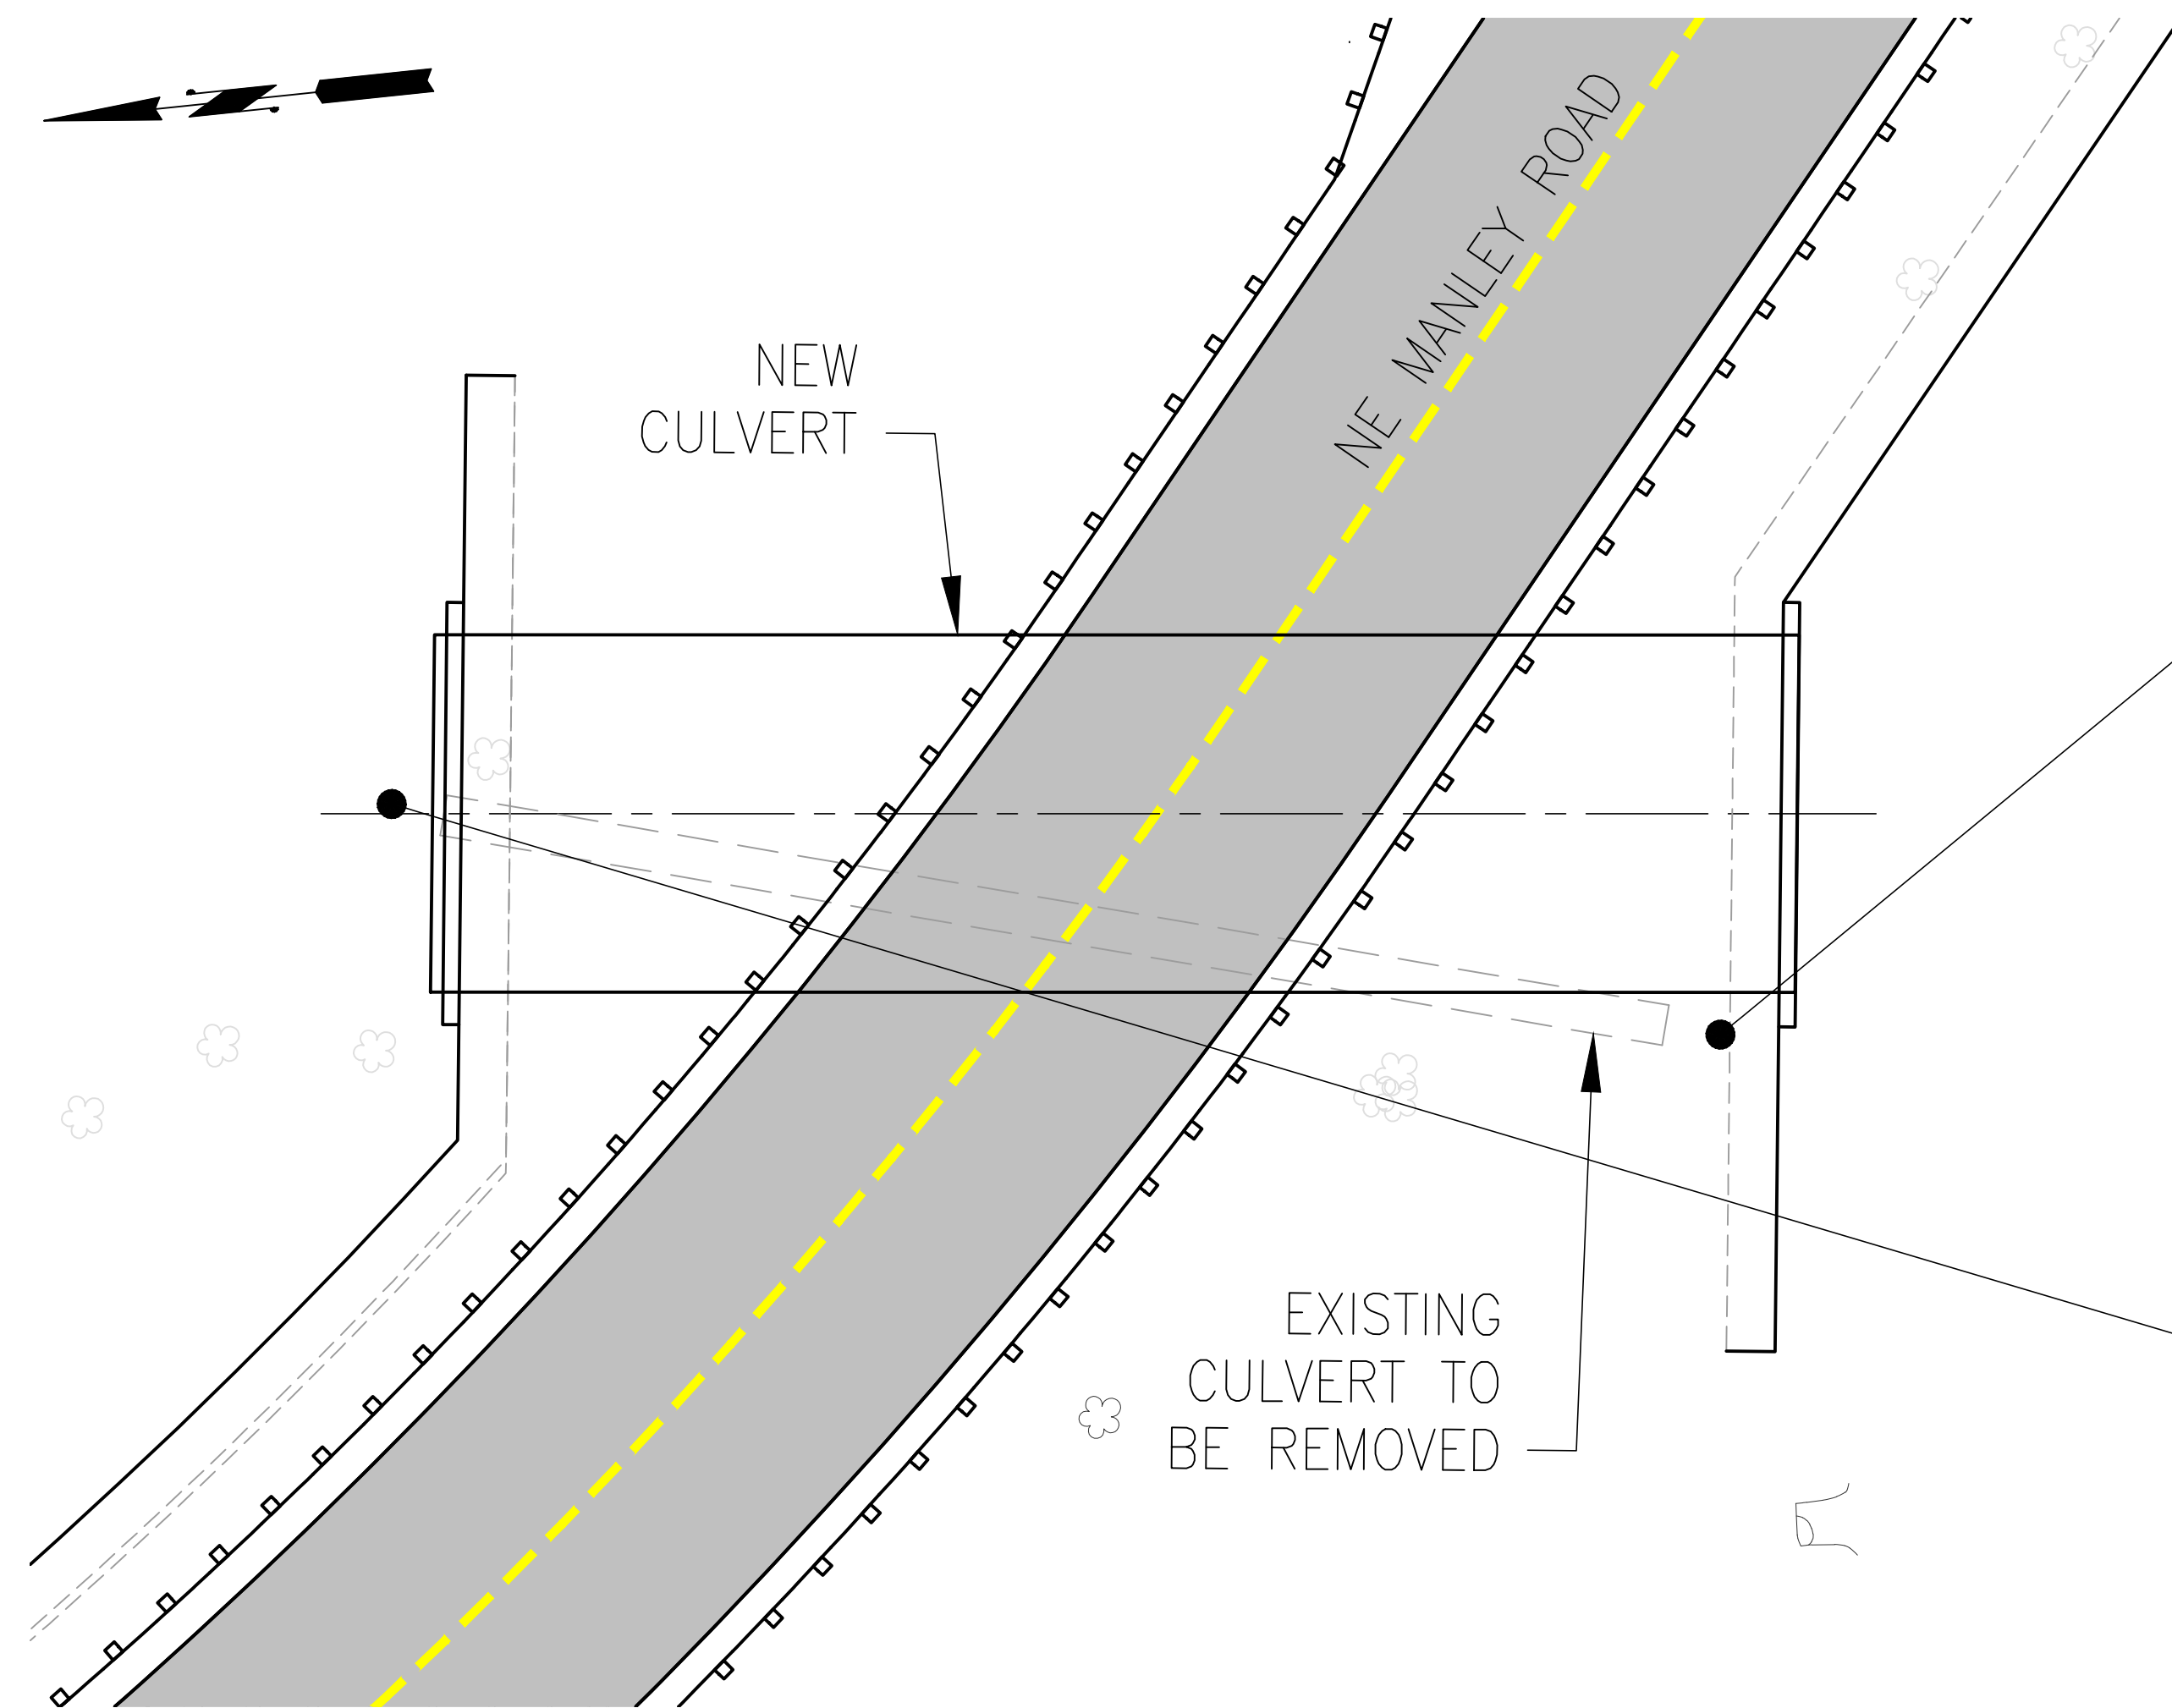 NE MANLEY ROAD
NEW
CULVERT
EXISTING
CULVERT TO
BE REMOVED